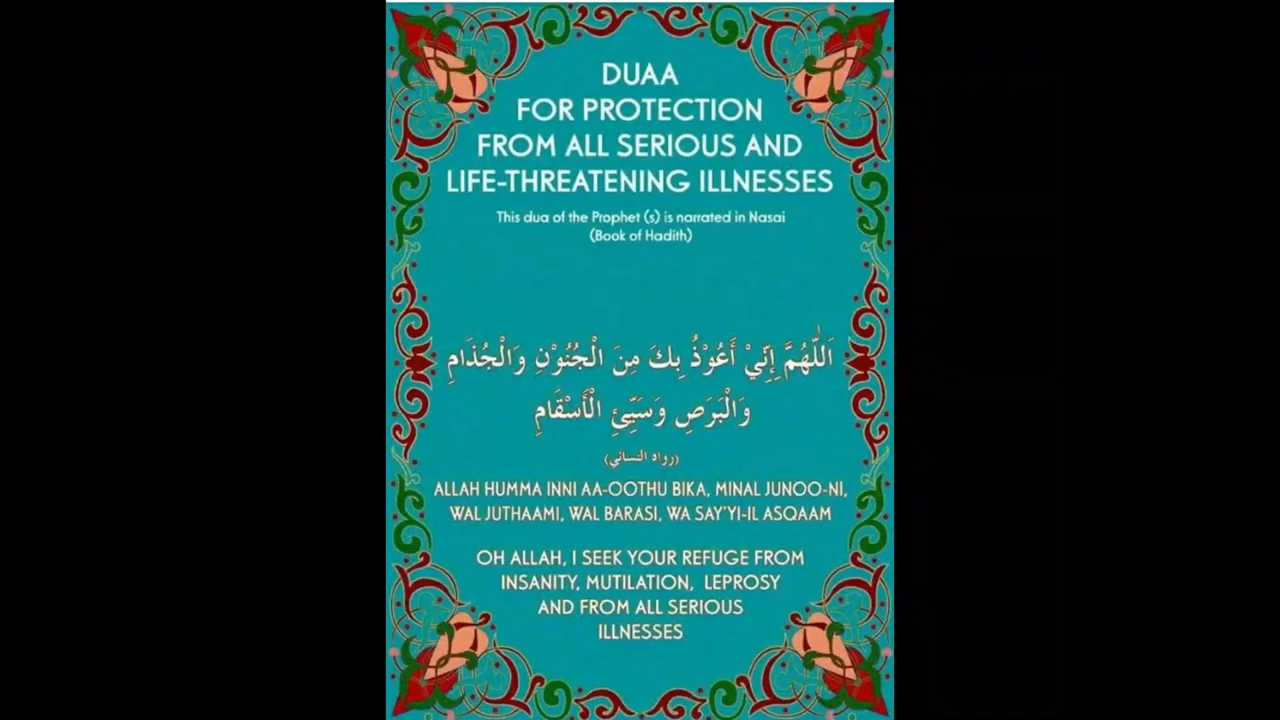 DUAA
FOR PROTECTION
FROM ALL SERIOUS AND
LIFE-THREATENING ILLNESSES
This dua of the Prophet (s) is narrated in Nasai
(Book of Hadith)
اَللّٰهُمَّ إِنِّيْ أَعُوْذُ بِكَ مِنَ الْجُنُوْنِ وَالْجُذَامِ
وَالْبَرَصِ وَسَيِّئِ الْأَسْقَامِ
(رواه النسائي)
ALLAH HUMMA INNI AA-OOTHU BIKA, MINAL JUNOO-NI,
WAL JUTHAAMI, WAL BARASI, WA SAY'YI-IL ASQAAM
OH ALLAH, I SEEK YOUR REFUGE FROM
INSANITY, MUTILATION, LEPROSY
AND FROM ALL SERIOUS
ILLNESSES